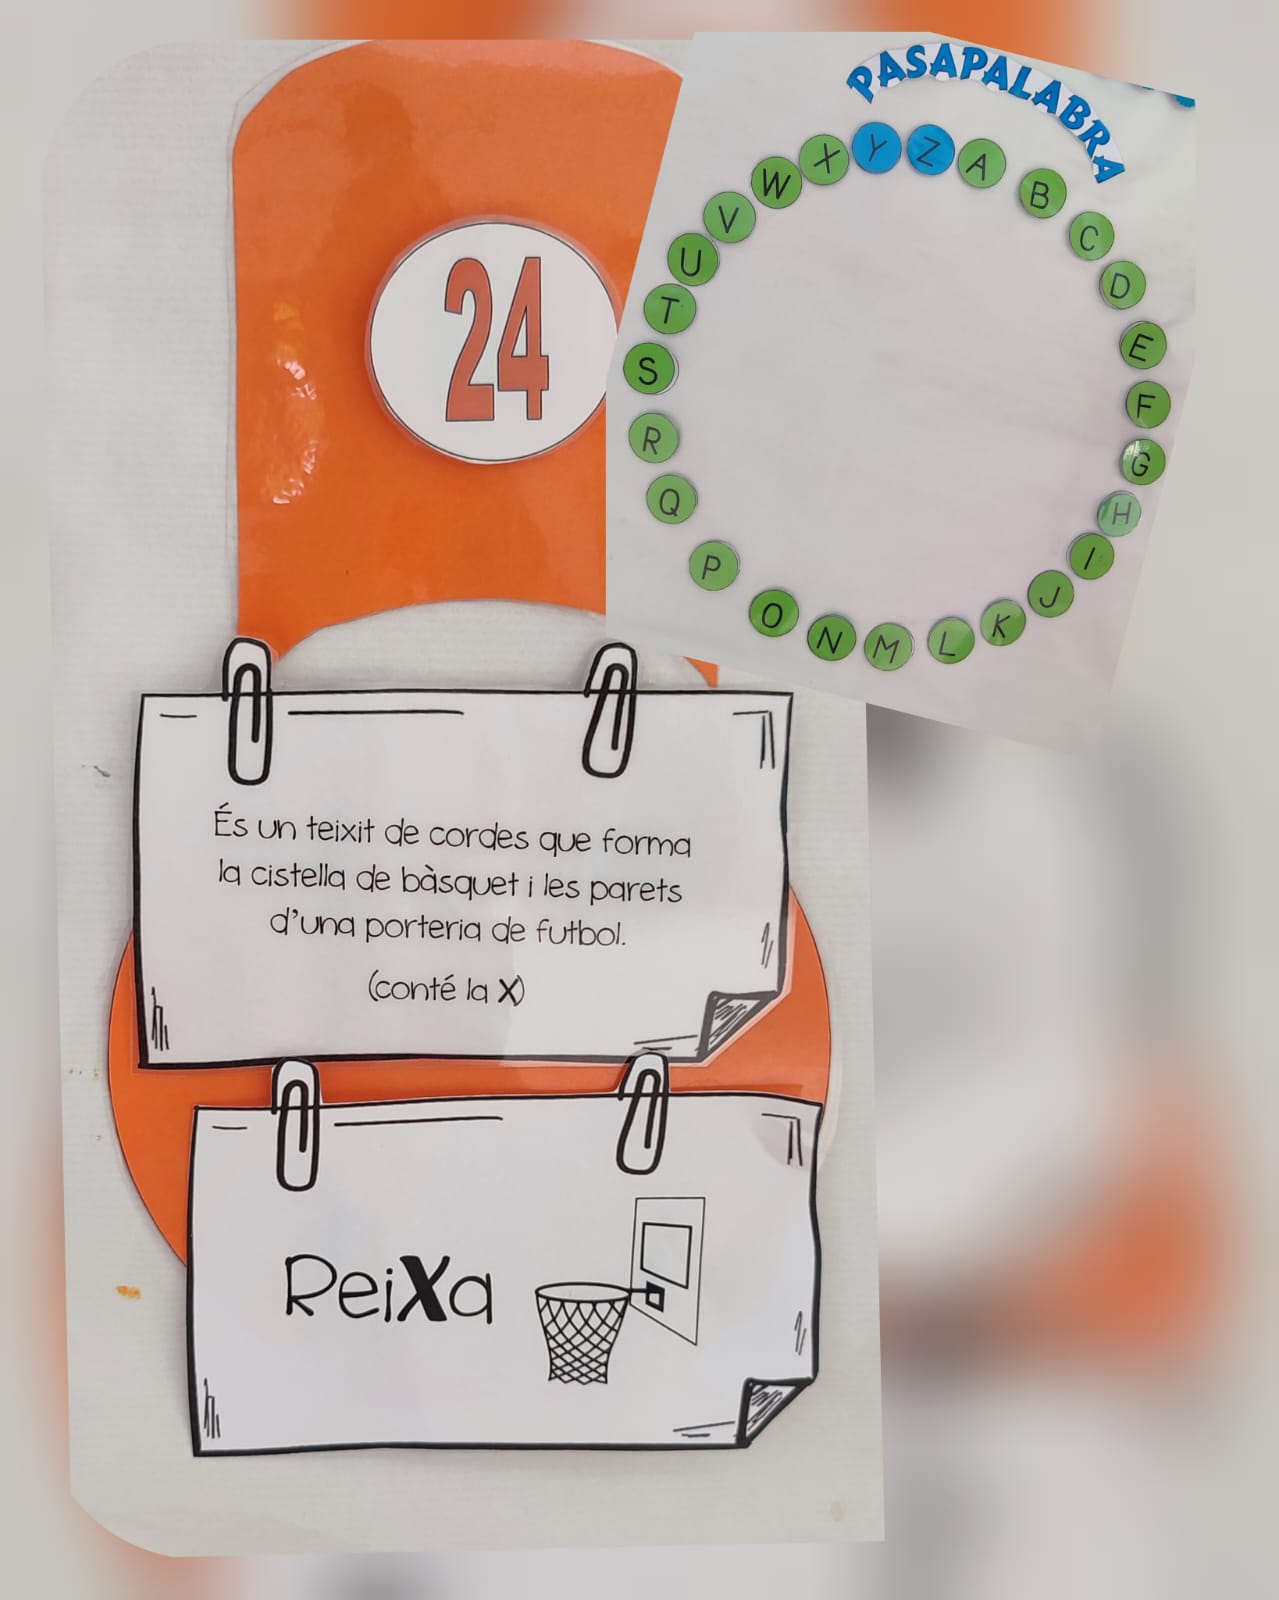 24
PASAPALABRA
A
B
C
D
E
F
G
H
I
J
K
L
M
N
O
P
Q
R
S
T
U
V
W
X
Y
Z
És un teixit de cordes que forma
la cistella de bàsquet i les parets
d'una porteria de futbol.
(conté la X)
ReiXa